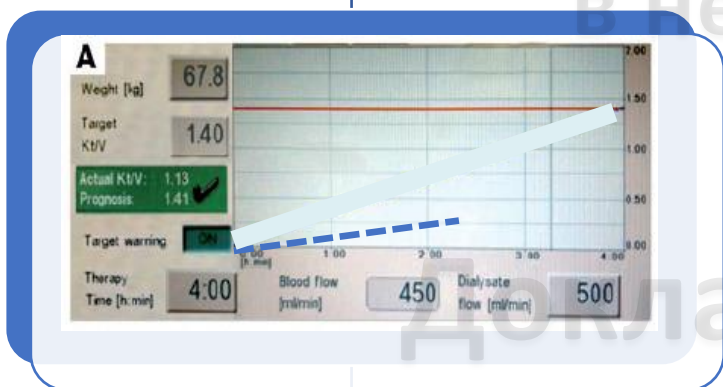 в не
A
2.00
Weight [kg] 67.8
1.50
Target
Kt/V 1.40
1.00
Actual Kt/V: 1.13
Prognosis: 1.41
0.50
Target warning ON
0.00
0:00 1:00 2:00 3:00 4:00
[h:min]
Therapy
Time [h:min] 4:00
Blood flow
[ml/min] 450
Dialysate
flow [ml/min] 500
Докла